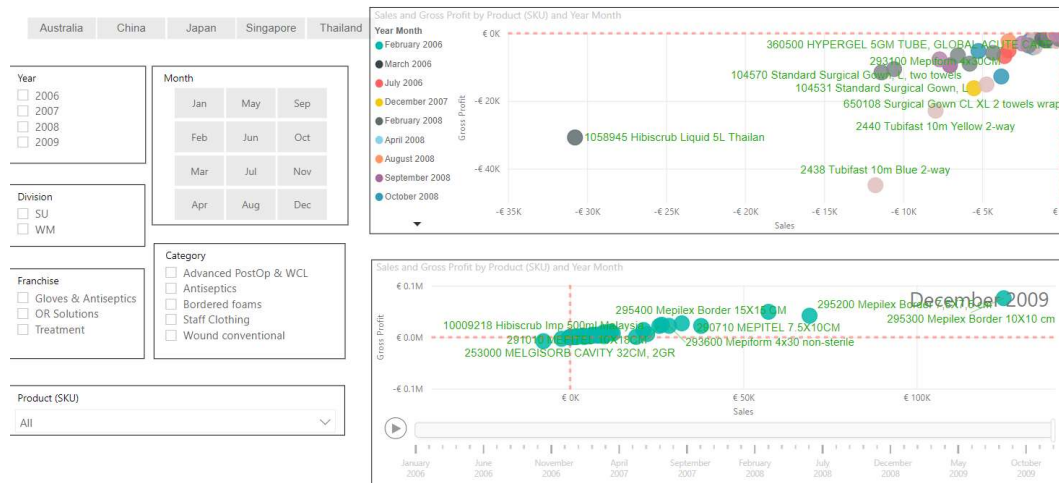 Australia China Japan Singapore Thailand
Year
2006
2007
2008
2009
Month
Jan May Sep
Feb Jun Oct
Mar Jul Nov
Apr Aug Dec
Division
SU
WM
Franchise
Gloves & Antiseptics
OR Solutions
Treatment
Category
Advanced PostOp & WCL
Antiseptics
Bordered foams
Staff Clothing
Wound conventional
Product (SKU)
All
Sales and Gross Profit by Product (SKU) and Year Month
Year Month
February 2006
March 2006
July 2006
December 2007
February 2008
April 2008
August 2008
September 2008
October 2008
Gross Profit
€ 0K
-€ 20K
-€ 40K
360500 HYPERGEL 5GM TUBE, GLOBAL ACUTE
293100 Mepiform 4x30CM
104570 Standard Surgical Gown, L, two towels
104531 Standard Surgical Gown, L
650108 Surgical Gown CL XL 2 towels wrap
2440 Tubifast 10m Yellow 2-way
1058945 Hibiscrub Liquid 5L Thailan
2438 Tubifast 10m Blue 2-way
-€ 35K -€ 30K -€ 25K -€ 20K -€ 15K -€ 10K -€ 5K
Sales
Sales and Gross Profit by Product (SKU) and Year Month
December 2009
Gross Profit
€ 0.1M
€ 0.0M
-€ 0.1M
295400 Mepilex Border 15X15 CM
295200 Mepilex Border 7.5X7,5 cm
295300 Mepilex Border 10X10 cm
10009218 Hibiscrub Imp 500ml Malaysia
290710 MEPITEL 7.5X10CM
291010 MEPITEL 10X18CM
293600 Mepiform 4x30 non-sterile
253000 MELGISORB CAVITY 32CM, 2GR
€ 0K € 50K € 100K
Sales
January 2006
June 2006
November 2006
April 2007
September 2007
February 2008
July 2008
December 2008
May 2009
October 2009